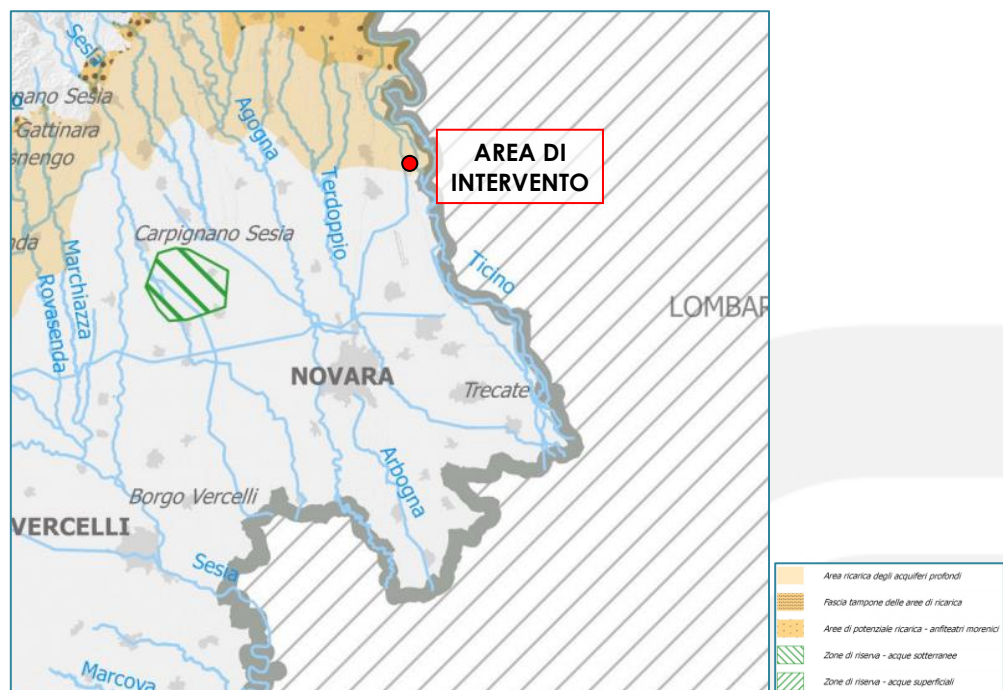 Sesia
nano Sesia
Gattinara
Agogna
AREA DI
INTERVENTO
Terdoppio
Carpignano Sesia
Marchiazza
Rovasenda
Ticino
LOMBAR
NOVARA
Trecate
Arbogna
Borgo Vercelli
VERCELLI
Sesia
Marcova
Area ricarica degli acquiferi profondi
Fascia tampone delle aree di ricarica
Aree di potenziale ricarica - anfiteatri morenici
Zone di riserva - acque sotterranee
Zone di riserva - acque superficiali